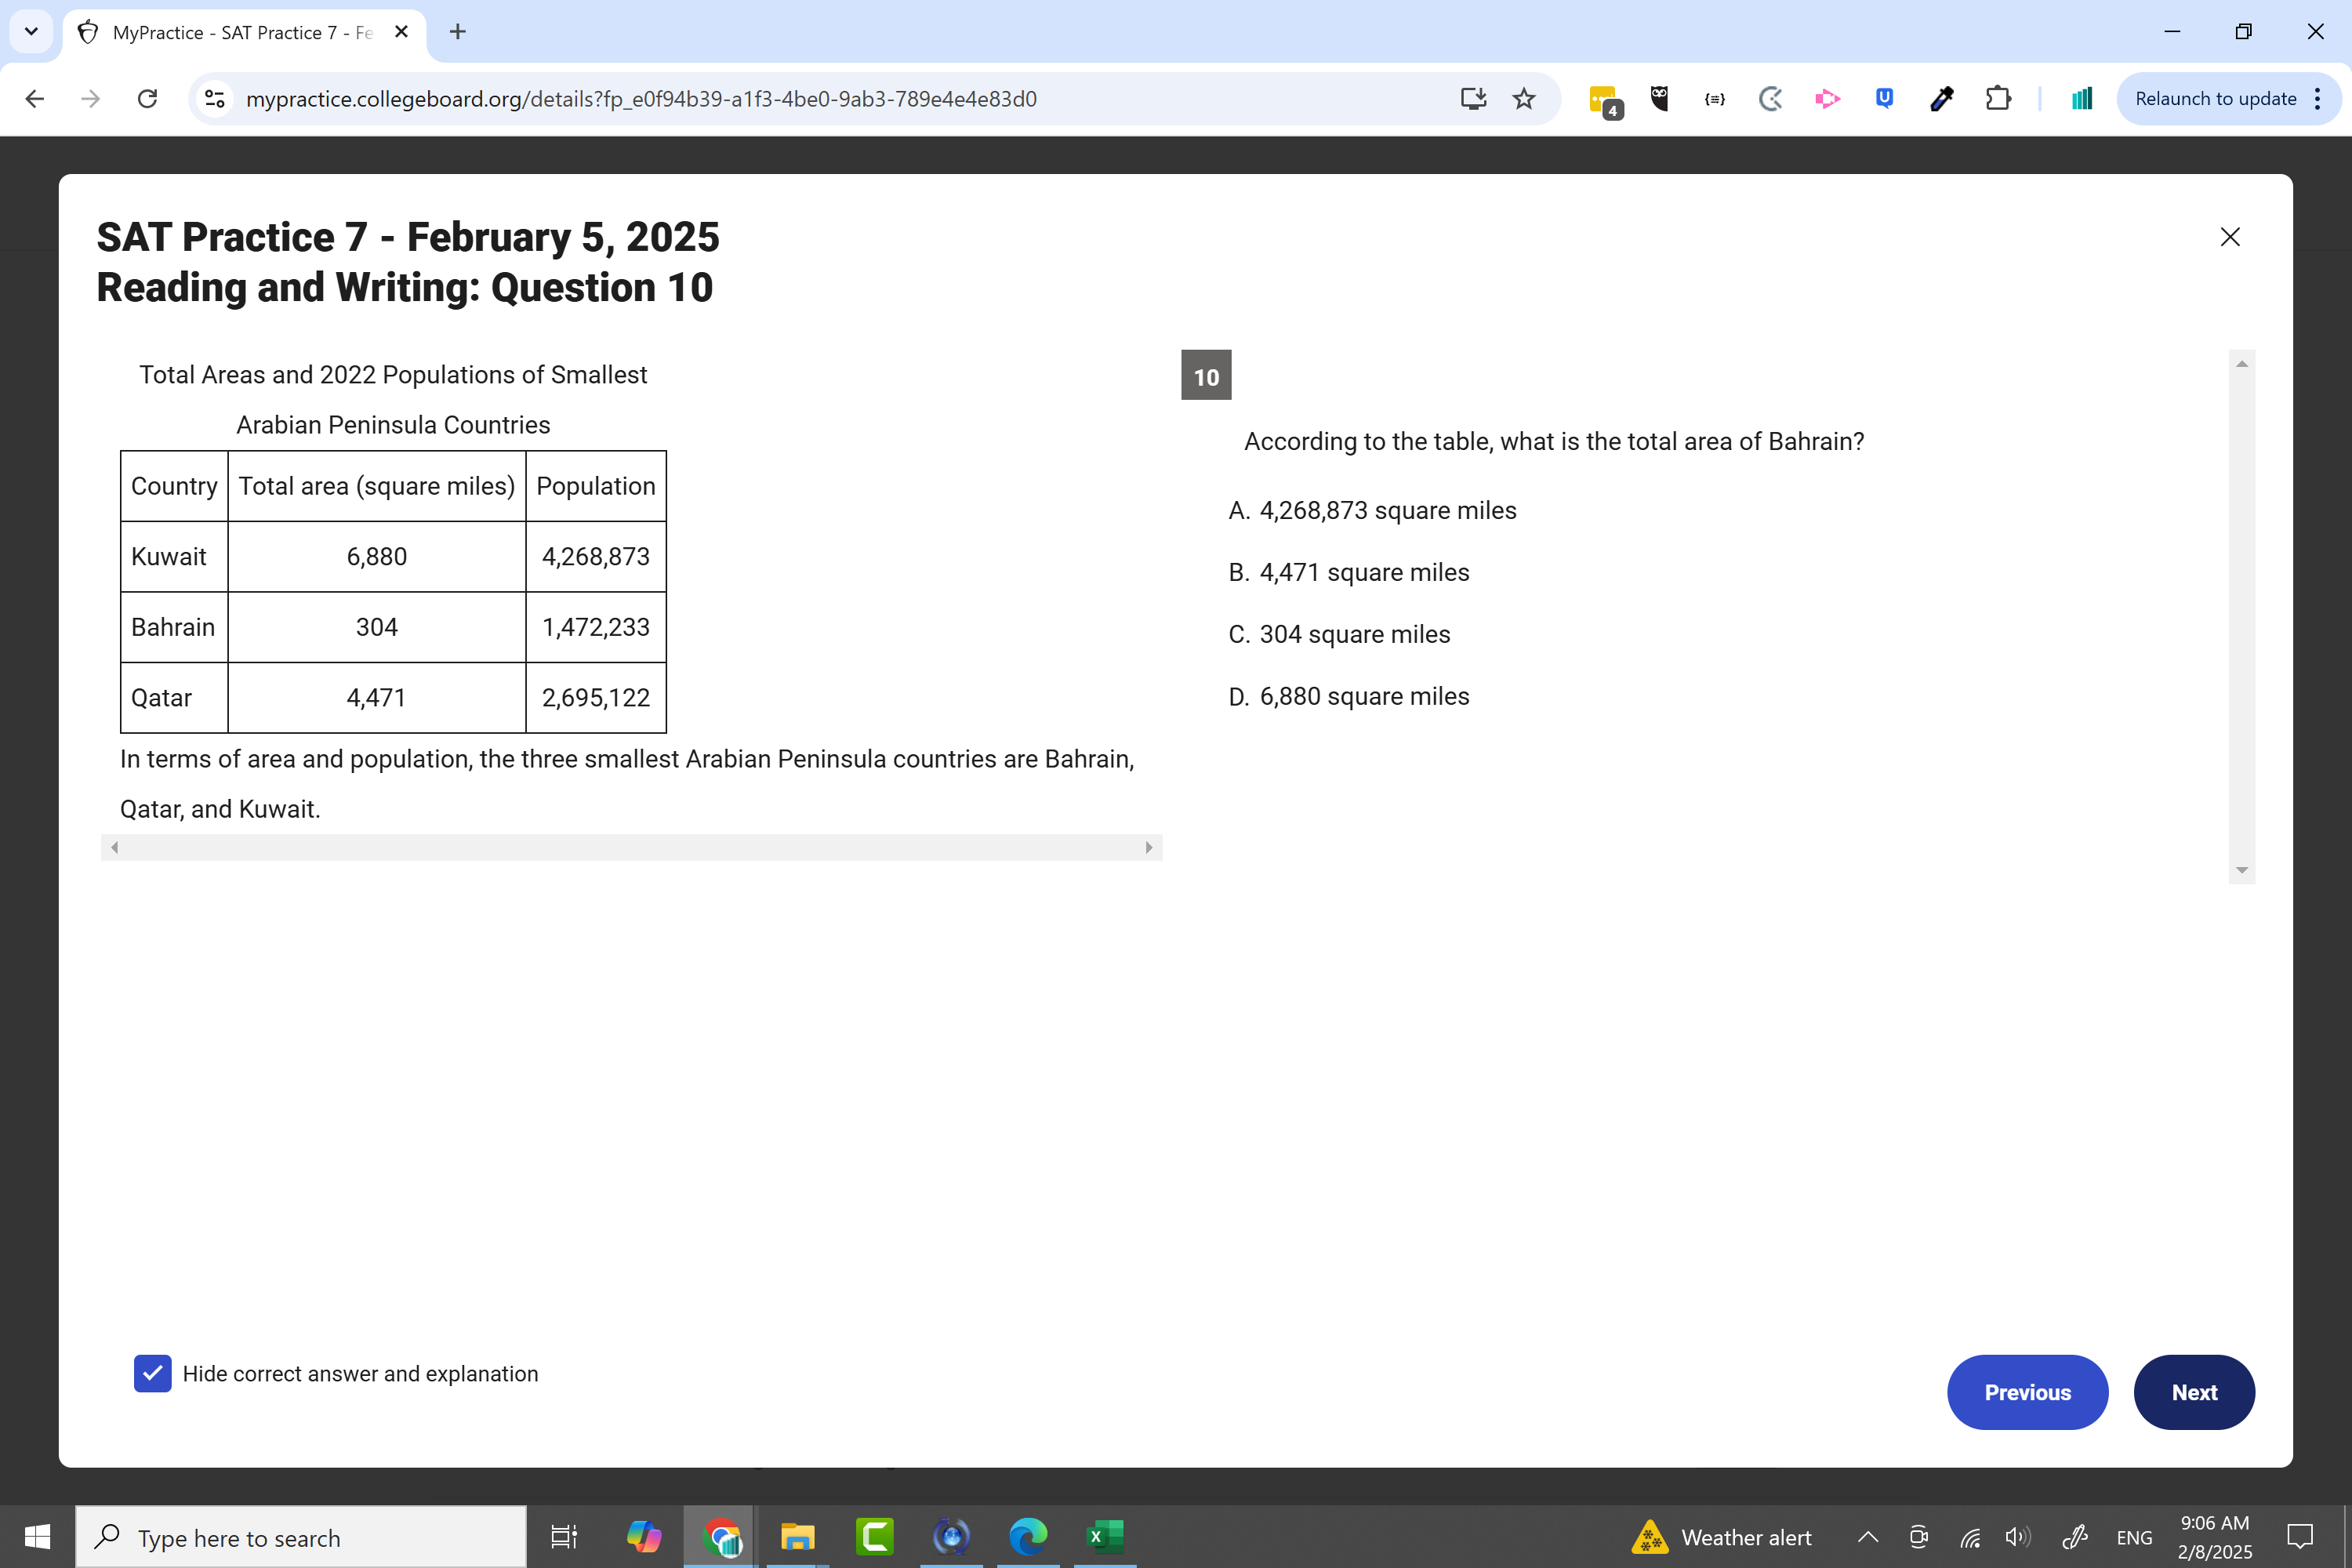 MyPractice - SAT Practice 7 - Fe
mypractice.collegeboard.org/details?fp_e0f94b39-a1f3-4be0-9ab3-789e4e4e83d0
4
Relaunch to update
SAT Practice 7 - February 5, 2025
Reading and Writing: Question 10
Total Areas and 2022 Populations of Smallest
Arabian Peninsula Countries
Country Total area (square miles) Population
Kuwait 6,880 4,268,873
Bahrain 304 1,472,233
Qatar 4,471 2,695,122
In terms of area and population, the three smallest Arabian Peninsula countries are Bahrain,
Qatar, and Kuwait.
10
According to the table, what is the total area of Bahrain?
A. 4,268,873 square miles
B. 4,471 square miles
C. 304 square miles
D. 6,880 square miles
Hide correct answer and explanation
Previous
Next
Type here to search
Weather alert
ENG
9:06 AM
2/8/2025